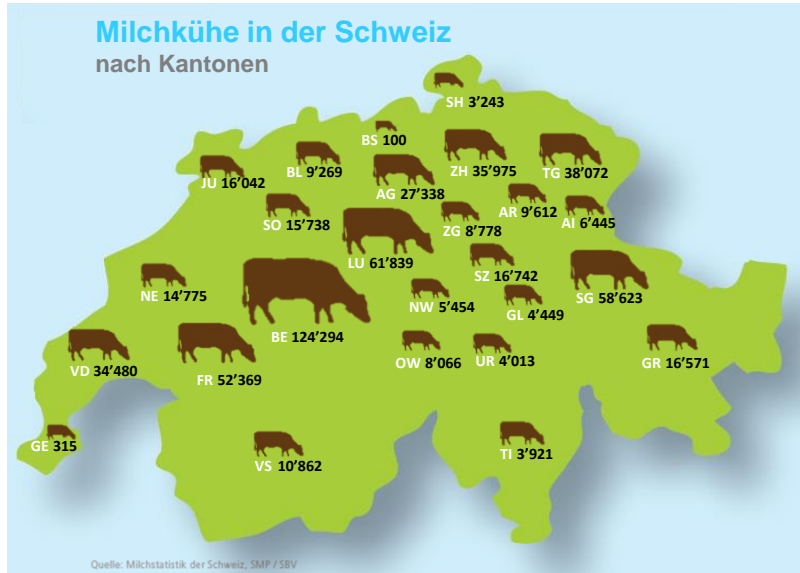 Milchkühe in der Schweiz
nach Kantonen
SH 3’243
BS 100
ZH 35’975
TG 38’072
BL 9’269
JU 16’042
AG 27’338
AR 9’612
AI 6’445
SO 15’738
ZG 8’778
LU 61’839
SZ 16’742
NE 14’775
SG 58’623
NW 5’454
GL 4’449
BE 124’294
VD 34’480
FR 52’369
OW 8’066
UR 4’013
GR 16’571
GE 315
VS 10’862
TI 3’921
Quelle: Milchstatistik der Schweiz, SMP / SBV